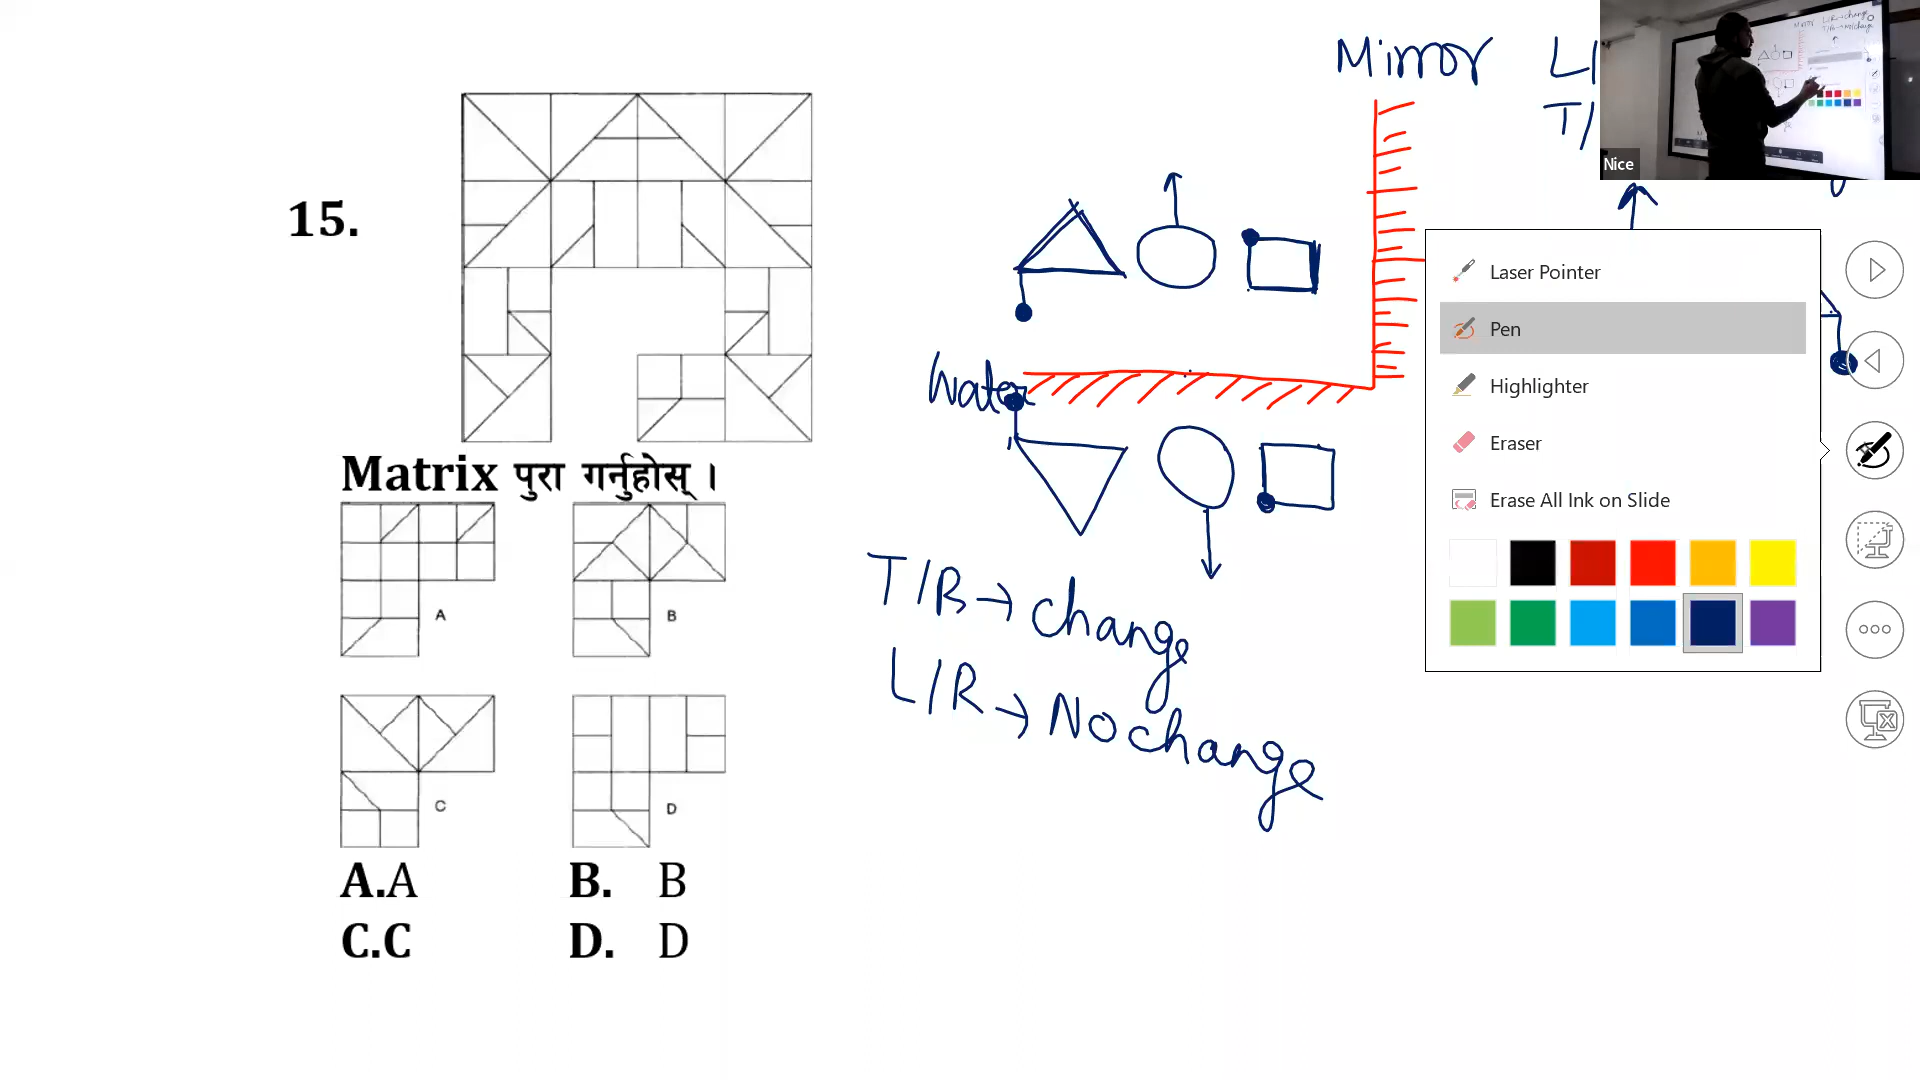 Mirror L/
T/
Nice
15.
Water
Matrix पुरा गर्नुहोस् ।
A
B
C
D
A.A
B. B
C.C
D. D
T/B → change
L/R → No change
Laser Pointer
Pen
Highlighter
Eraser
Erase All Ink on Slide